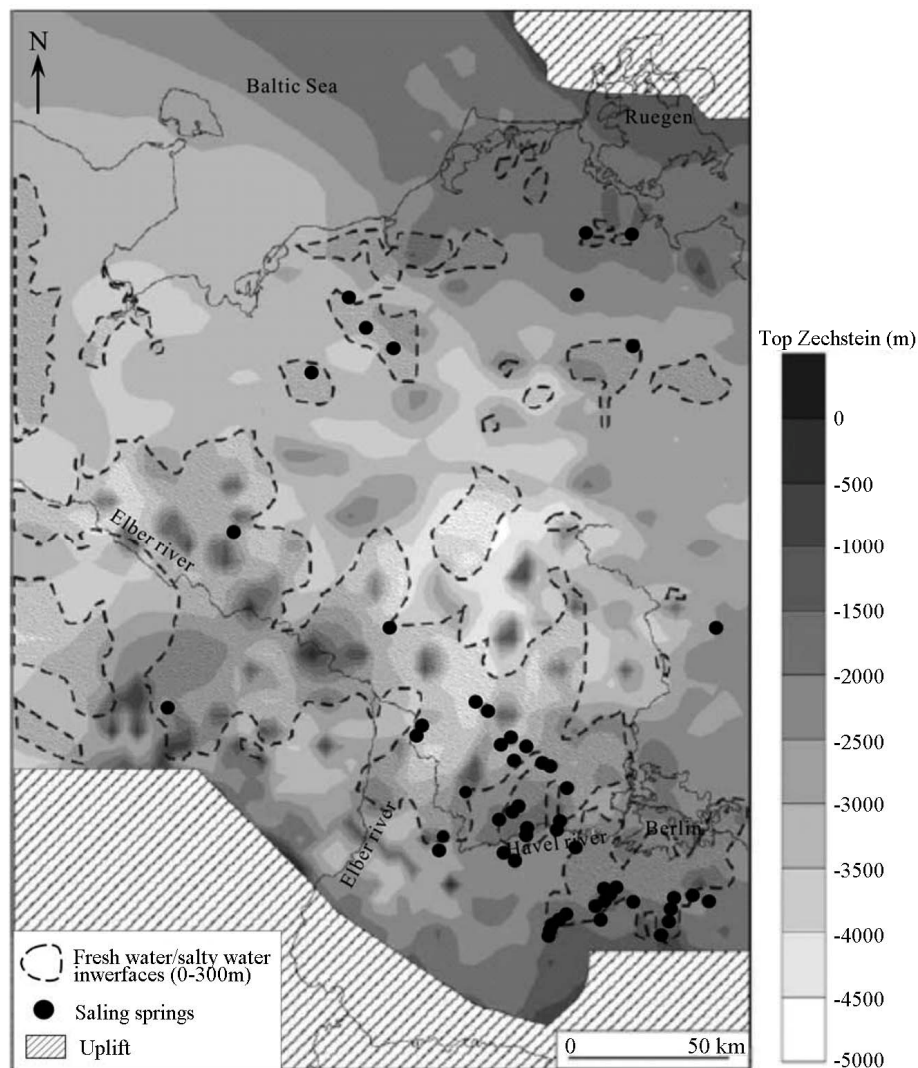 N
Baltic Sea
Ruegen
Elber river
Elber river
Havel river
Berlin
Fresh water/salty water
inwerfaces (0-300m)
Saling springs
Uplift
0 50 km
Top Zechstein (m)
0
-500
-1000
-1500
-2000
-2500
-3000
-3500
-4000
-4500
-5000